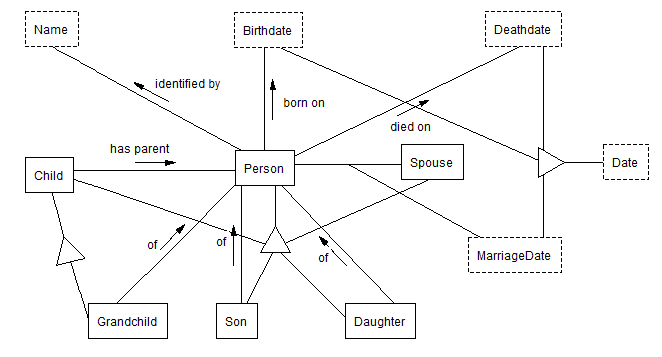 Name
Birthdate
Deathdate
identified by
born on
died on
has parent
Child
Person
Spouse
Date
of
of
of
MarriageDate
Grandchild
Son
Daughter